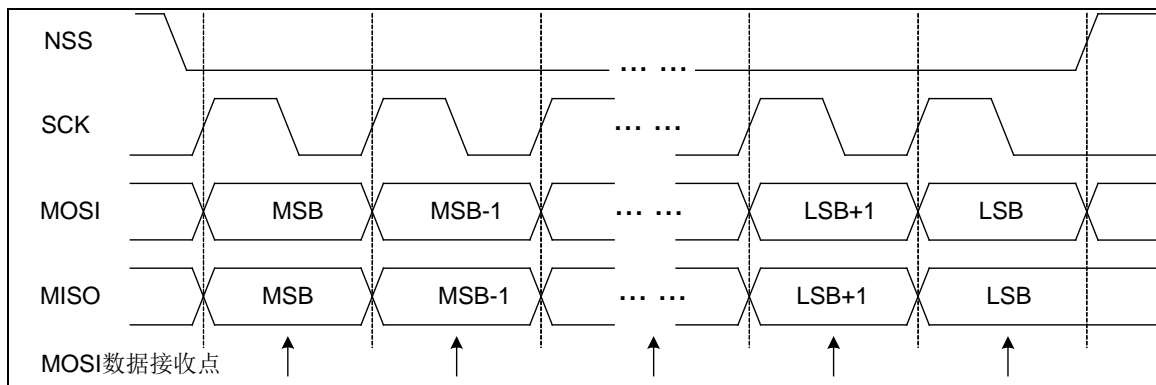 NSS
... ...
SCK
... ...
MOSI
MSB
MSB-1
... ...
LSB+1
LSB
MISO
MSB
MSB-1
... ...
LSB+1
LSB
MOSI数据接收点